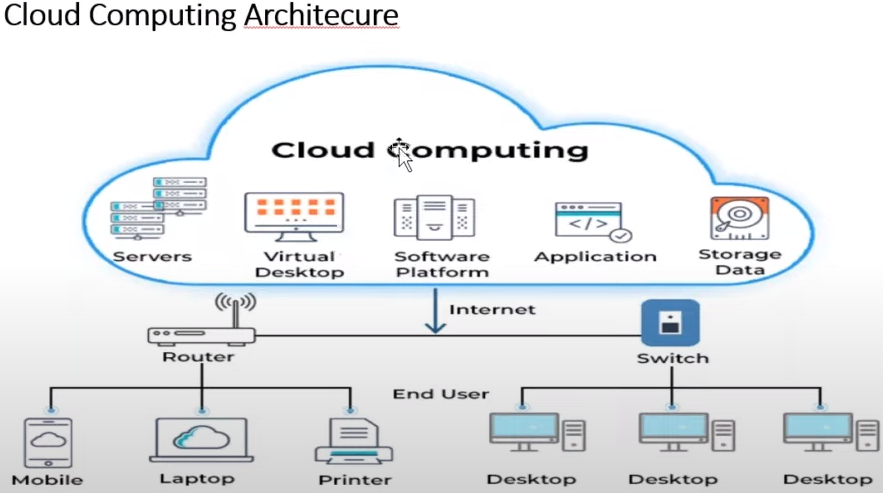 Cloud Computing Architecure
Cloud Computing
Servers
Virtual
Desktop
Software
Platform
</>
Application
Storage
Data
Internet
Router
Switch
End User
Mobile
Laptop
Printer
Desktop
Desktop
Desktop